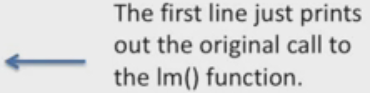 The first line just prints
out the original call to
the lm() function.